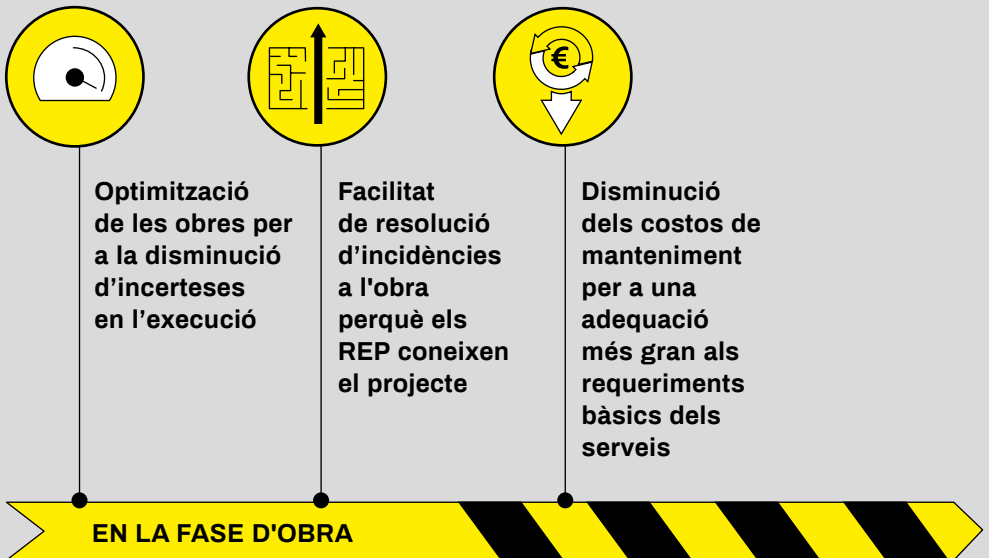 €
Optimització
de les obres per
a la disminució
d’incerteses
en l’execució
Facilitat
de resolució
d’incidències
a l'obra
perquè els
REP coneixen
el projecte
Disminució
dels costos de
manteniment
per a una
adequació
més gran als
requeriments
bàsics dels
serveis
EN LA FASE D'OBRA